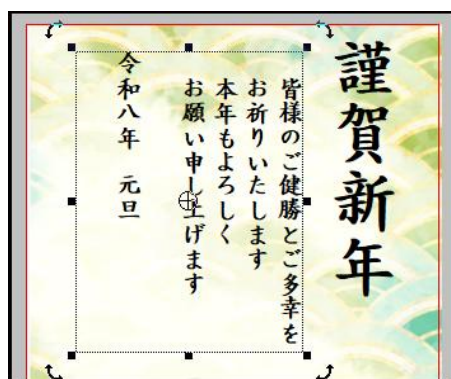 謹賀新年
皆様のご健勝とご多幸を
お祈りいたします
本年もよろしく
お願い申し上げます
令和八年　元旦